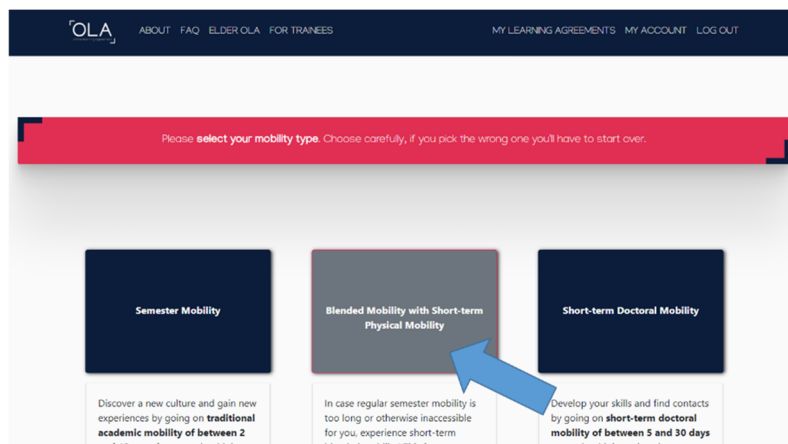 OLA
ABOUT FAQ ELDER OLA FOR TRAINEES MY LEARNING AGREEMENTS MY ACCOUNT LOG OUT
Please select your mobility type. Choose carefully, if you pick the wrong one you'll have to start over.
Semester Mobility
Blended Mobility with Short-term
Physical Mobility
Short-term Doctoral Mobility
Discover a new culture and gain new
experiences by going on traditional
academic mobility of between 2
In case regular semester mobility is
too long or otherwise inaccessible
for you, experience short-term
Develop your skills and find contacts
by going on short-term doctoral
mobility of between 5 and 30 days